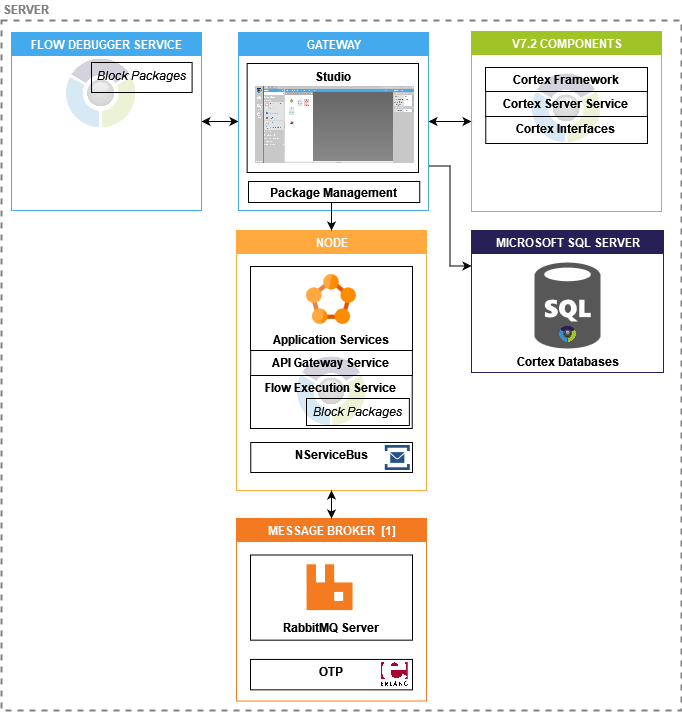 SERVER
FLOW DEBUGGER SERVICE
Block Packages
GATEWAY
Studio
Package Management
V7.2 COMPONENTS
Cortex Framework
Cortex Server Service
Cortex Interfaces
MICROSOFT SQL SERVER
SQL
Cortex Databases
NODE
Application Services
API Gateway Service
Flow Execution Service
Block Packages
NServiceBus
MESSAGE BROKER [1]
RabbitMQ Server
OTP
ERLANG